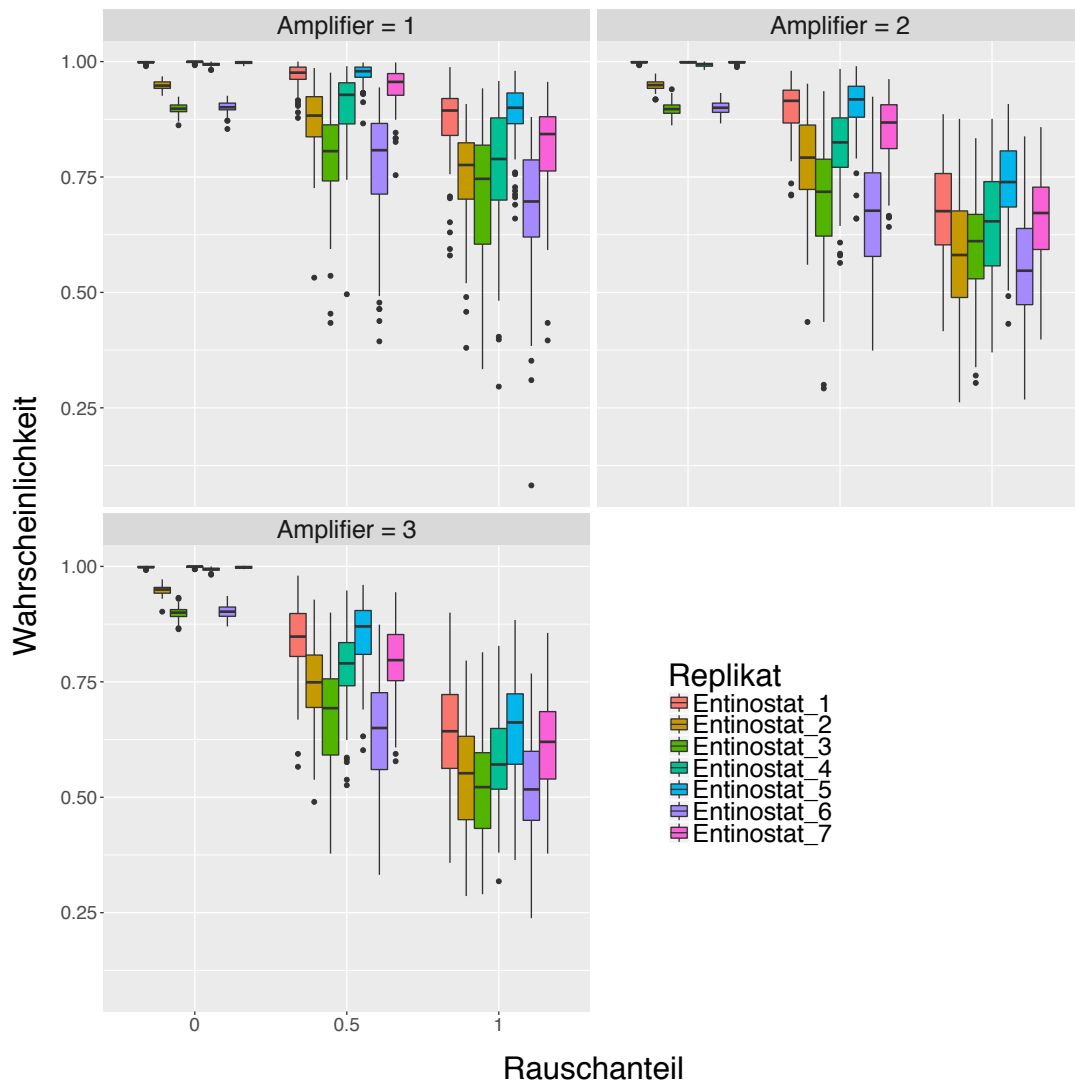 Amplifier = 1
Amplifier = 2
1.00
0.75
0.50
0.25
Wahrscheinlichkeit
Amplifier = 3
1.00
0.75
0.50
0.25
0
0.5
1
Rauschanteil
Replikat
Entinostat_1
Entinostat_2
Entinostat_3
Entinostat_4
Entinostat_5
Entinostat_6
Entinostat_7